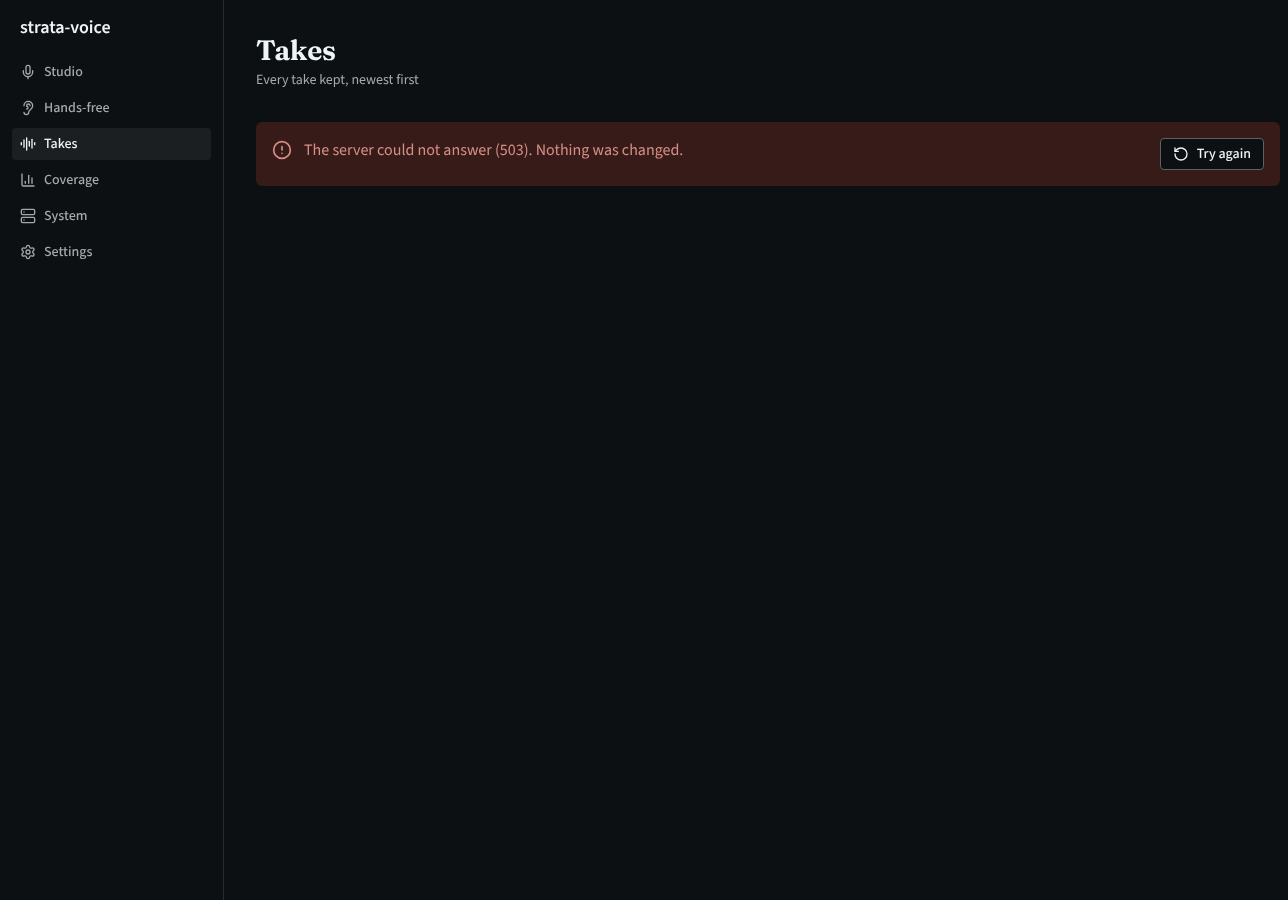 strata-voice
Studio
Hands-free
Takes
Coverage
System
Settings
Takes
Every take kept, newest first
The server could not answer (503). Nothing was changed.
Try again